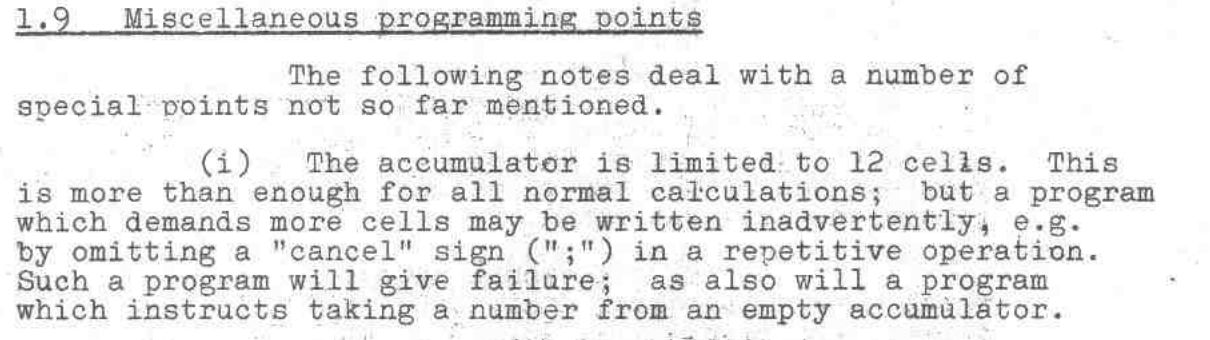 1.9 Miscellaneous programming points
The following notes deal with a number of
special points not so far mentioned.
(i) The accumulator is limited to 12 cells. This
is more than enough for all normal calculations; but a program
which demands more cells may be written inadvertently, e.g.
by omitting a "cancel" sign (";") in a repetitive operation.
Such a program will give failure; as also will a program
which instructs taking a number from an empty accumulator.